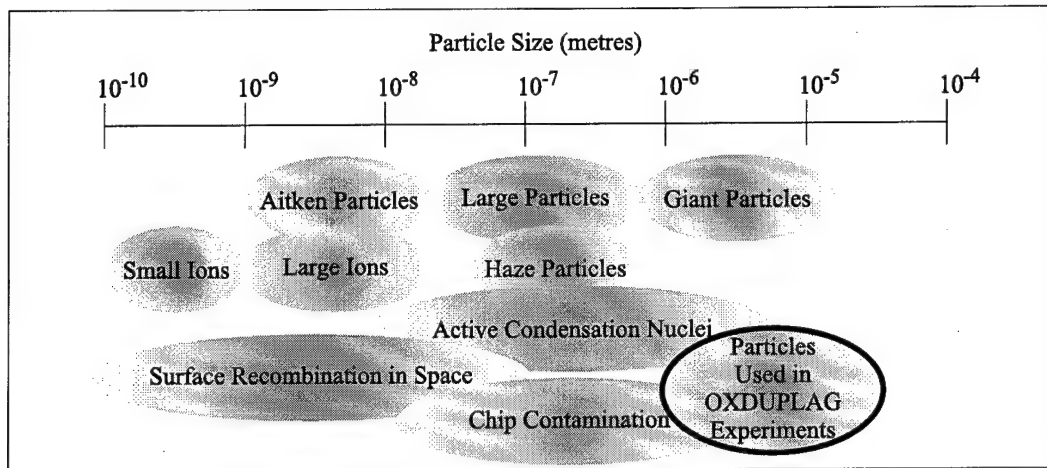 Particle Size (metres)
10⁻¹⁰ 10⁻⁹ 10⁻⁸ 10⁻⁷ 10⁻⁶ 10⁻⁵ 10⁻⁴
Aitken Particles Large Particles Giant Particles
Small Ions Large Ions Haze Particles
Active Condensation Nuclei
Surface Recombination in Space
Chip Contamination
Particles
Used in
OXDUPLAG
Experiments